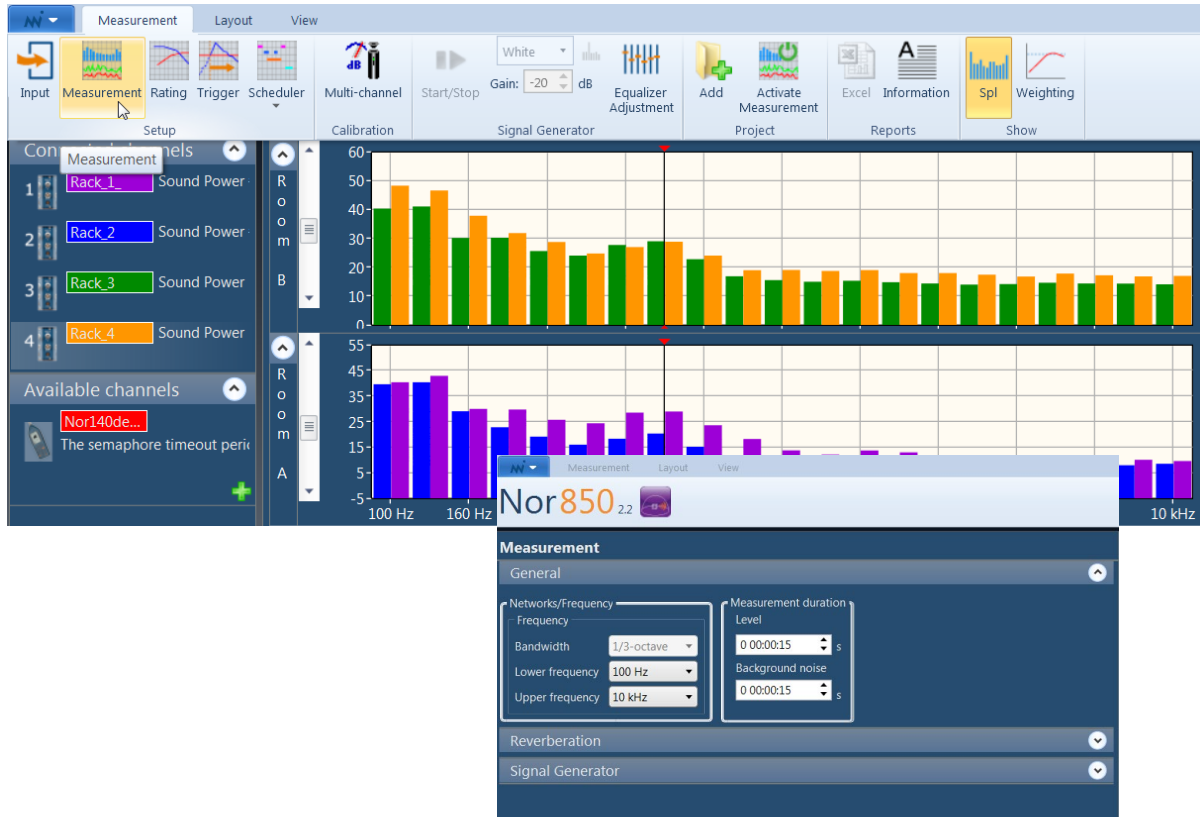 Measurement Layout View
Input Measurement Rating Trigger Scheduler
Setup
Multi-channel
Calibration
Start/Stop
White
Gain: -20 dB
Equalizer
Adjustment
Signal Generator
Add
Activate
Measurement
Project
Excel Information
Reports
Spl Weighting
Show
Measurement
1 Rack_1_ Sound Power
2 Rack_2 Sound Power
3 Rack_3 Sound Power
4 Rack_4 Sound Power
Available channels
Nor140de...
The semaphore timeout peric
Room B
60
50
40
30
20
10
0
Room A
55
45
35
25
15
5
-5
100 Hz 160 Hz 10 kHz
Measurement Layout View
Nor850 2.2
Measurement
General
Networks/Frequency
Frequency
Bandwidth 1/3-octave
Lower frequency 100 Hz
Upper frequency 10 kHz
Measurement duration
Level
0 00:00:15 s
Background noise
0 00:00:15 s
Reverberation
Signal Generator